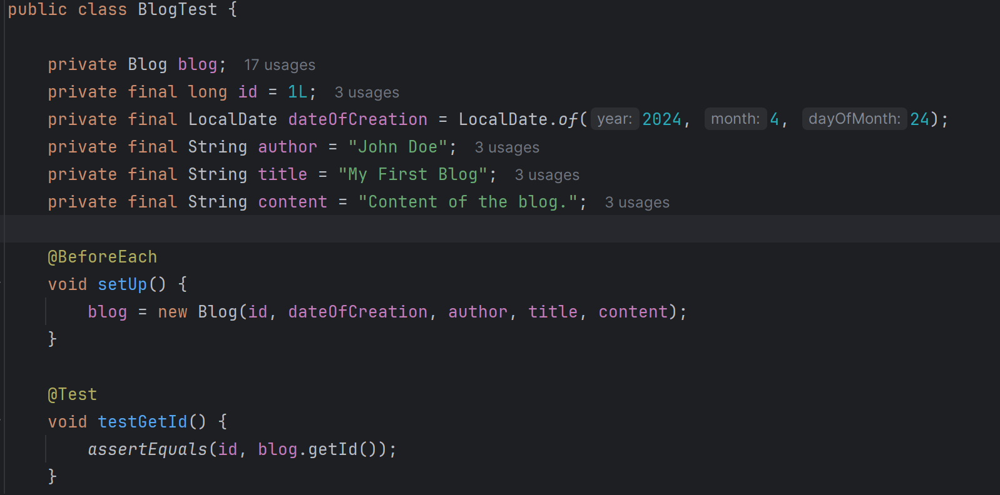 public class BlogTest {
private Blog blog; 17 usages
private final long id = 1L; 3 usages
private final LocalDate dateOfCreation = LocalDate.of( year: 2024, month: 4, dayOfMonth: 24);
private final String author = "John Doe"; 3 usages
private final String title = "My First Blog"; 3 usages
private final String content = "Content of the blog."; 3 usages
@BeforeEach
void setUp() {
blog = new Blog(id, dateOfCreation, author, title, content);
}
@Test
void testGetId() {
assertEquals(id, blog.getId());
}